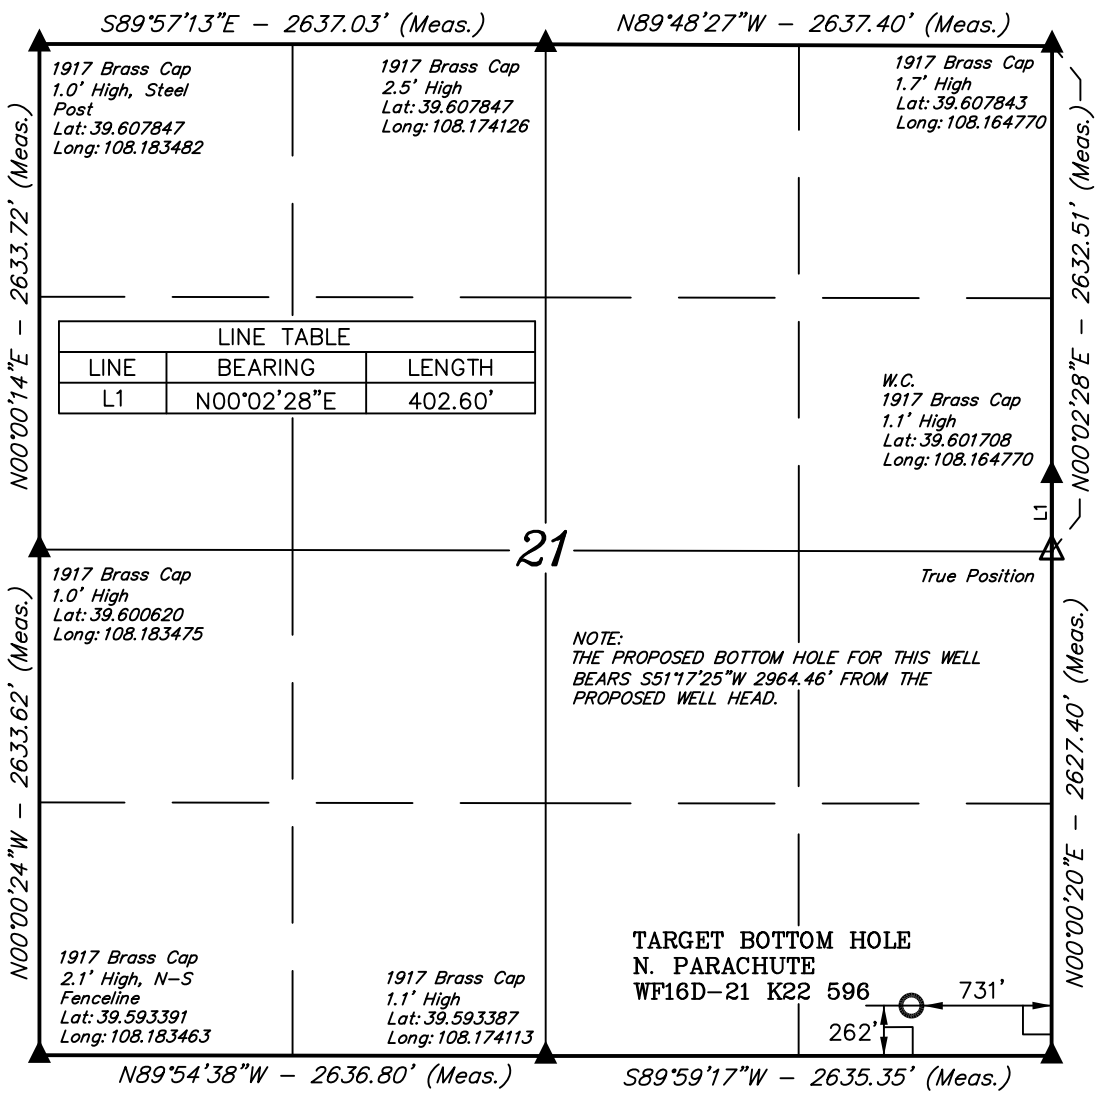 S89°57'13"E - 2637.03' (Meas.)
N89°48'27"W - 2637.40' (Meas.)
1917 Brass Cap
1.0' High, Steel
Post
Lat: 39.607847
Long: 108.183482
1917 Brass Cap
2.5' High
Lat: 39.607847
Long: 108.174126
1917 Brass Cap
1.7' High
Lat: 39.607843
Long: 108.164770
N00°00'14"E - 2633.72' (Meas.)
N00°02'28"E - 2632.51' (Meas.)
LINE TABLE
LINE BEARING LENGTH
L1 N00°02'28"E 402.60'
W.C.
1917 Brass Cap
1.1' High
Lat: 39.601708
Long: 108.164770
L1
21
True Position
1917 Brass Cap
1.0' High
Lat: 39.600620
Long: 108.183475
NOTE:
THE PROPOSED BOTTOM HOLE FOR THIS WELL
BEARS S51°17'25"W 2964.46' FROM THE
PROPOSED WELL HEAD.
N00°00'24"W - 2633.62' (Meas.)
N00°00'20"E - 2627.40' (Meas.)
1917 Brass Cap
2.1' High, N-S
Fenceline
Lat: 39.593391
Long: 108.183463
1917 Brass Cap
1.1' High
Lat: 39.593387
Long: 108.174113
TARGET BOTTOM HOLE
N. PARACHUTE
WF16D-21 K22 596
731'
262'
N89°54'38"W - 2636.80' (Meas.)
S89°59'17"W - 2635.35' (Meas.)